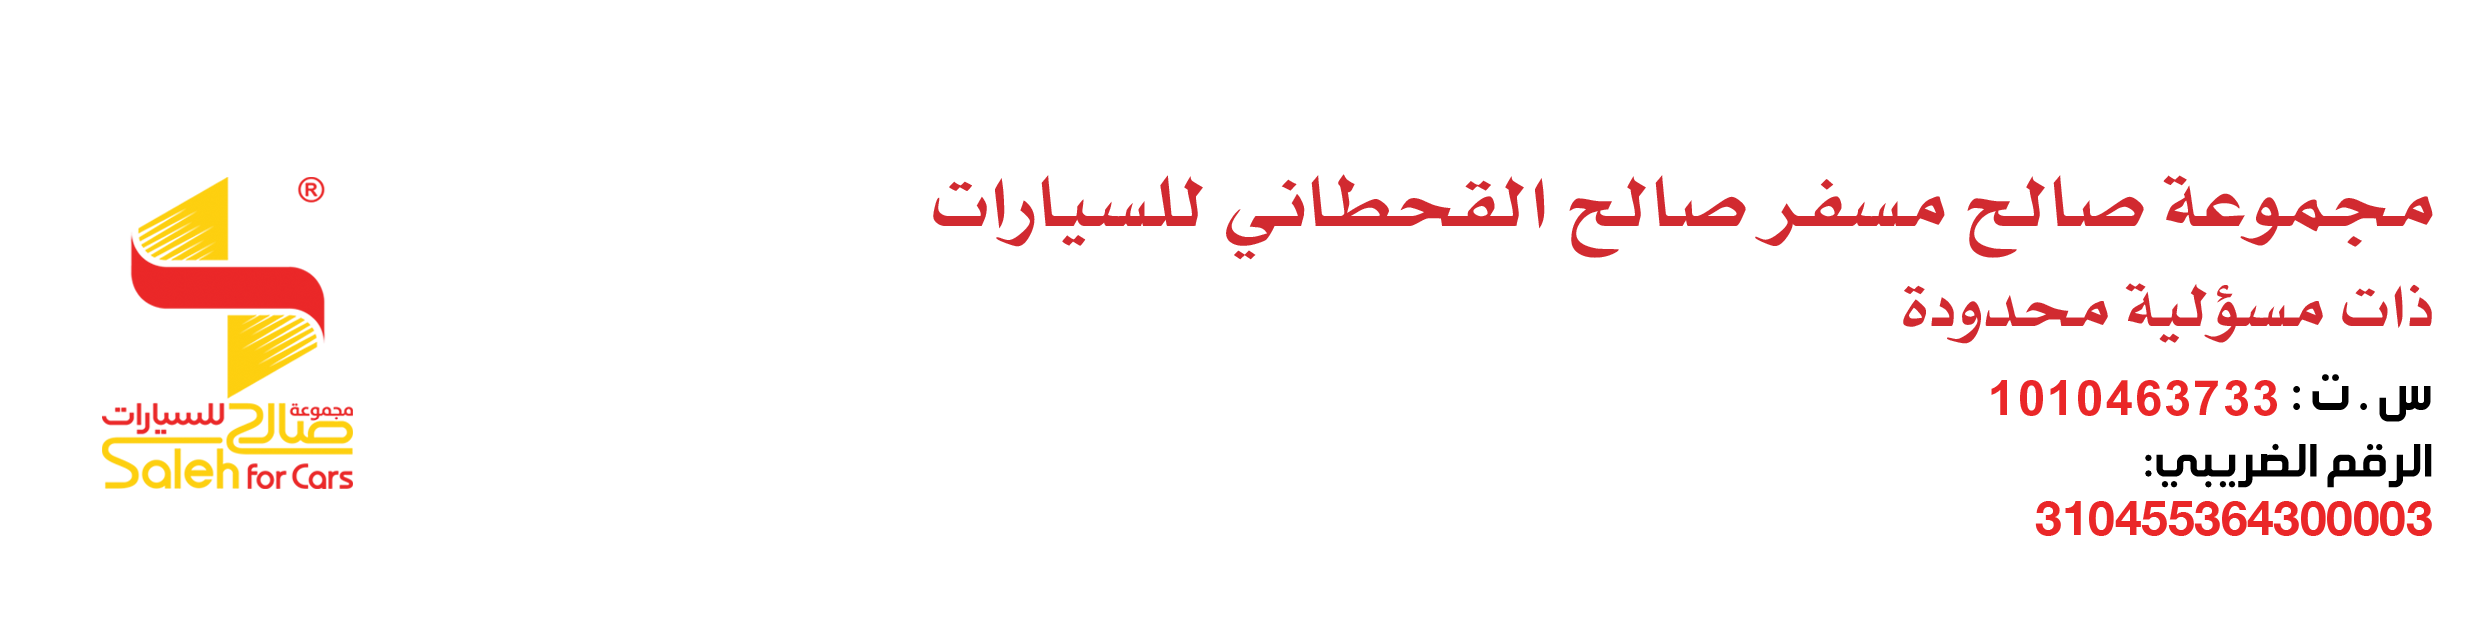 مجموعة صالح مسفر صالح القحطاني للسيارات
ذات مسؤلية محدودة
س . ت : 1010463733
الرقم الضريبي:
310455364300003
®
مجموعة
صالح للسيارات
Saleh for Cars